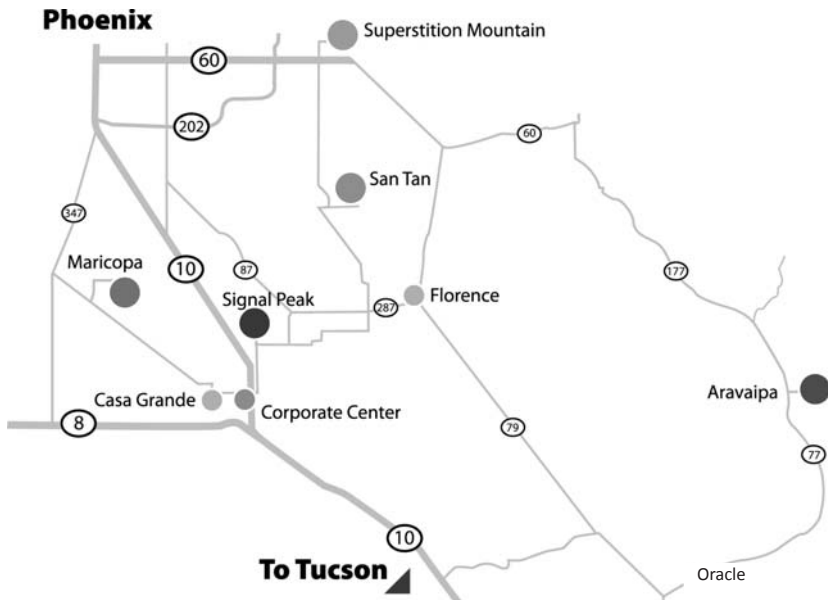 Phoenix
Superstition Mountain
60
202
60
San Tan
347
Maricopa
10
87
177
Signal Peak
287
Florence
Casa Grande
Corporate Center
Aravaipa
8
79
77
10
To Tucson
Oracle